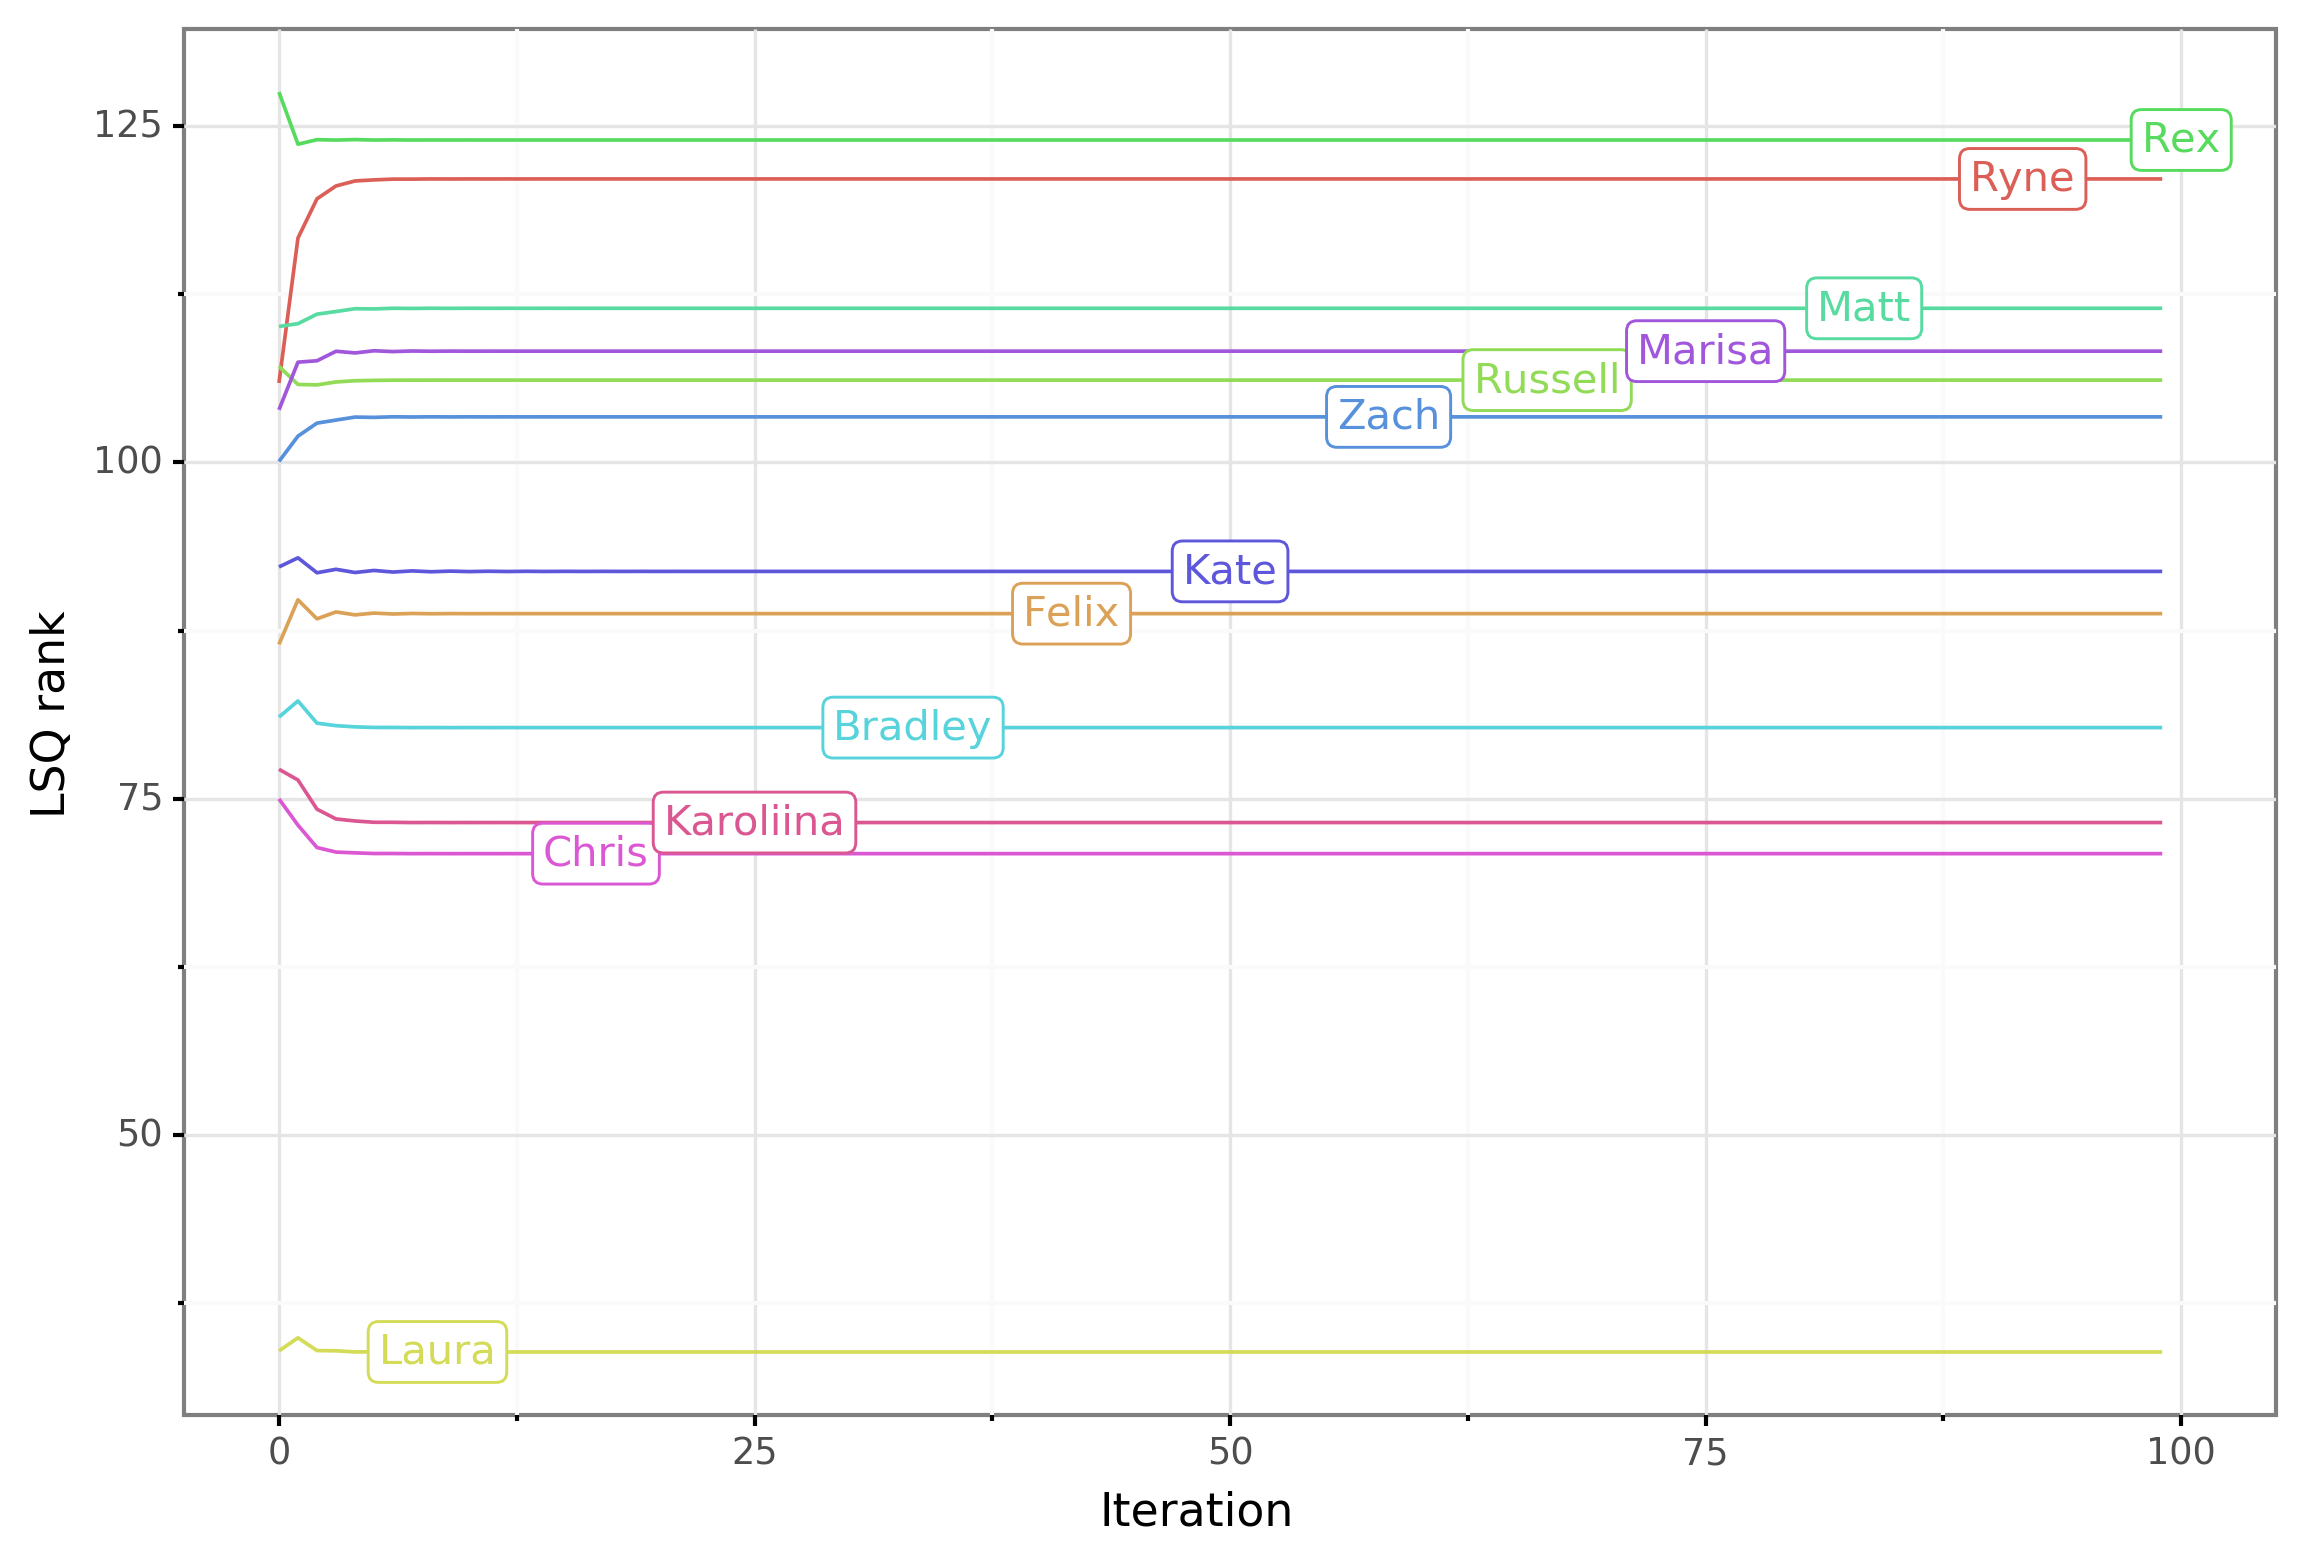 125
Rex
Ryne
Matt
Marisa
Russell
Zach
100
Kate
Felix
Bradley
75
Karoliina
Chris
50
Laura
LSQ rank
0 25 50 75 100
Iteration